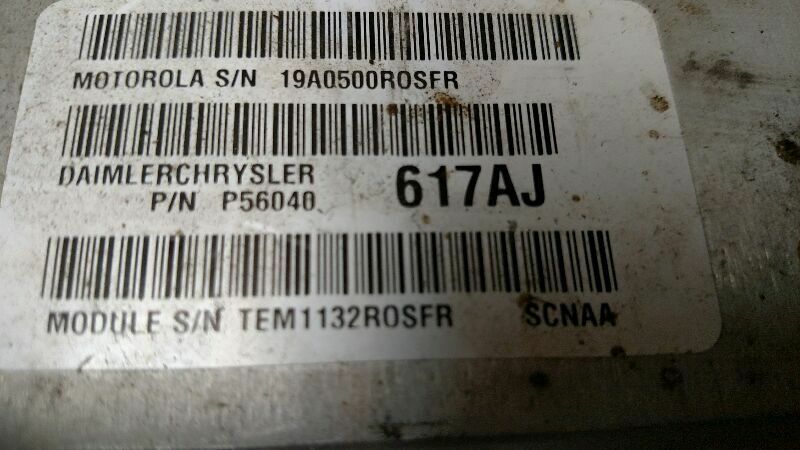 MOTOROLA S/N 19A0500ROSFR
DAIMLERCHRYSLER
P/N P56040 617AJ
MODULE S/N TEM1132ROSFR SCNAA